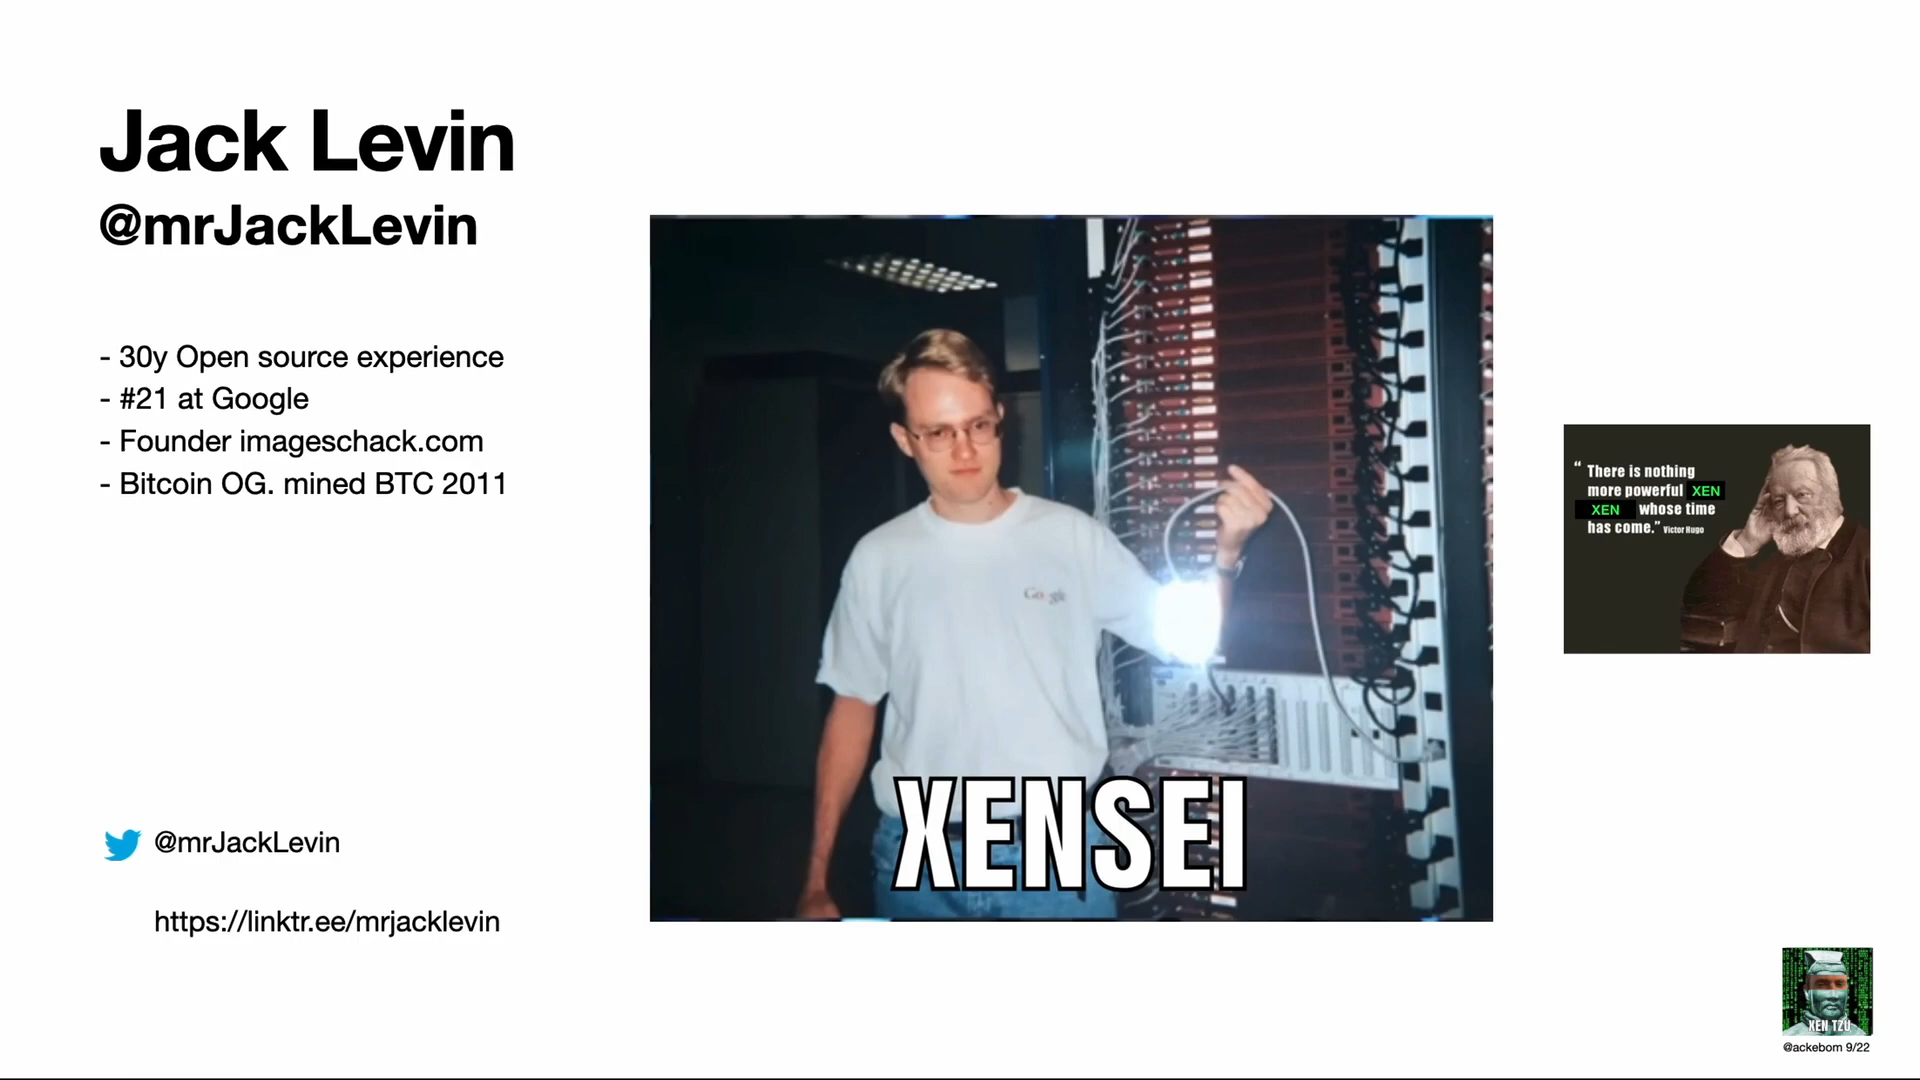 Jack Levin
@mrJackLevin
- 30y Open source experience
- #21 at Google
- Founder imageschack.com
- Bitcoin OG. mined BTC 2011
@mrJackLevin
https://linktr.ee/mrjacklevin
Google
XENSEI
“ There is nothing
more powerful XEN
XEN whose time
has come.” Victor Hugo
XEN TZU
@ackebom 9/22